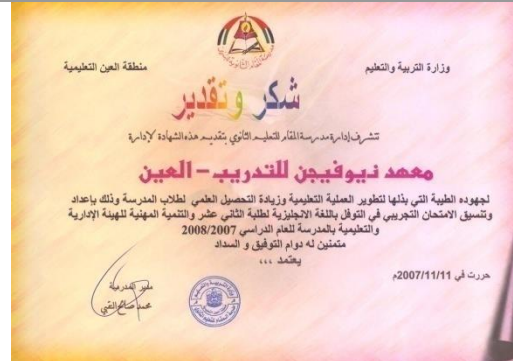 وزارة التربية والتعليم
منطقة العين التعليمية
شكر وتقدير
تتشرف إدارة مدرسة المقام للتعليم الثانوي بتقديم هذه الشهادة لإدارة
معهد نيوفيجن للتدريب - العين
لجهوده الطيبة التي بذلها لتطوير العملية التعليمية وزيادة التحصيل العلمي لطلاب المدرسة وذلك بإعداد
وتنسيق الامتحان التجريبي في التوفل باللغة الانجليزية لطلبة الثاني عشر والتنمية المهنية للهيئة الإدارية
والتعليمية بالمدرسة للعام الدراسي 2008/2007
متمنين له دوام التوفيق و السداد
يعتمد ،،،
حررت في 2007/11/11م
مدير المدرسة
محمد صالح